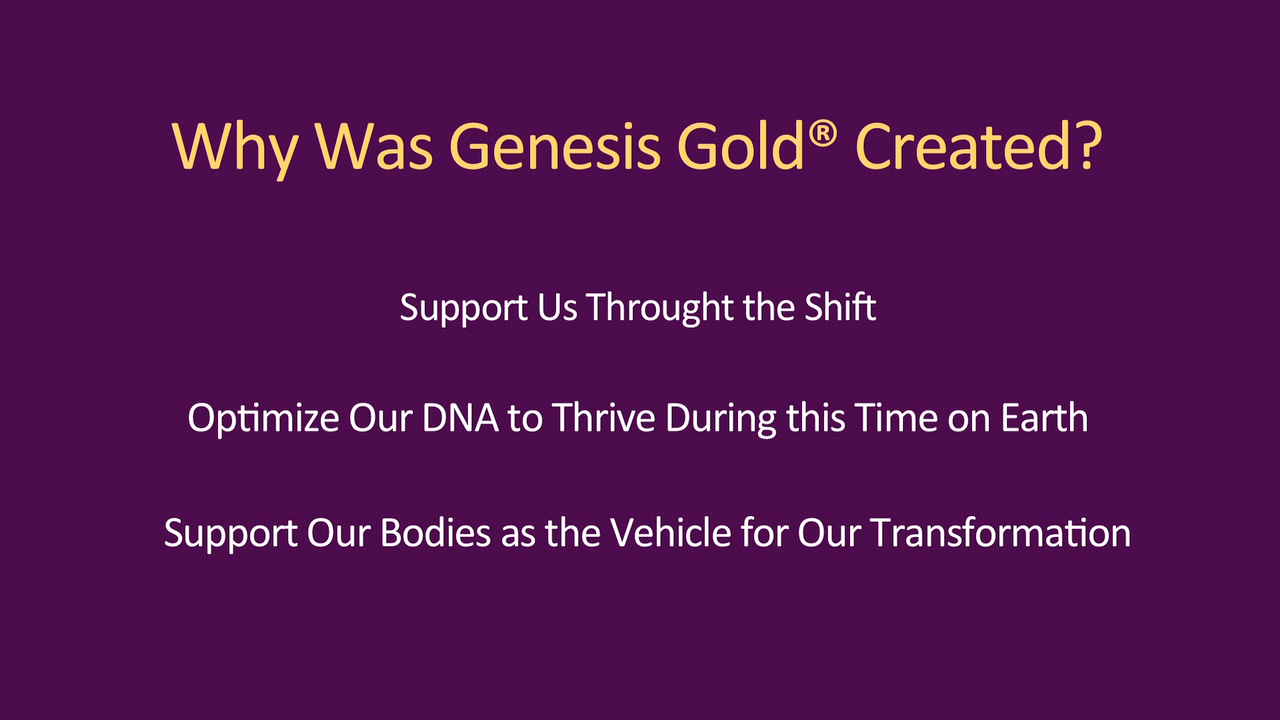 Why Was Genesis Gold® Created?
Support Us Throught the Shift
Optimize Our DNA to Thrive During this Time on Earth
Support Our Bodies as the Vehicle for Our Transformation